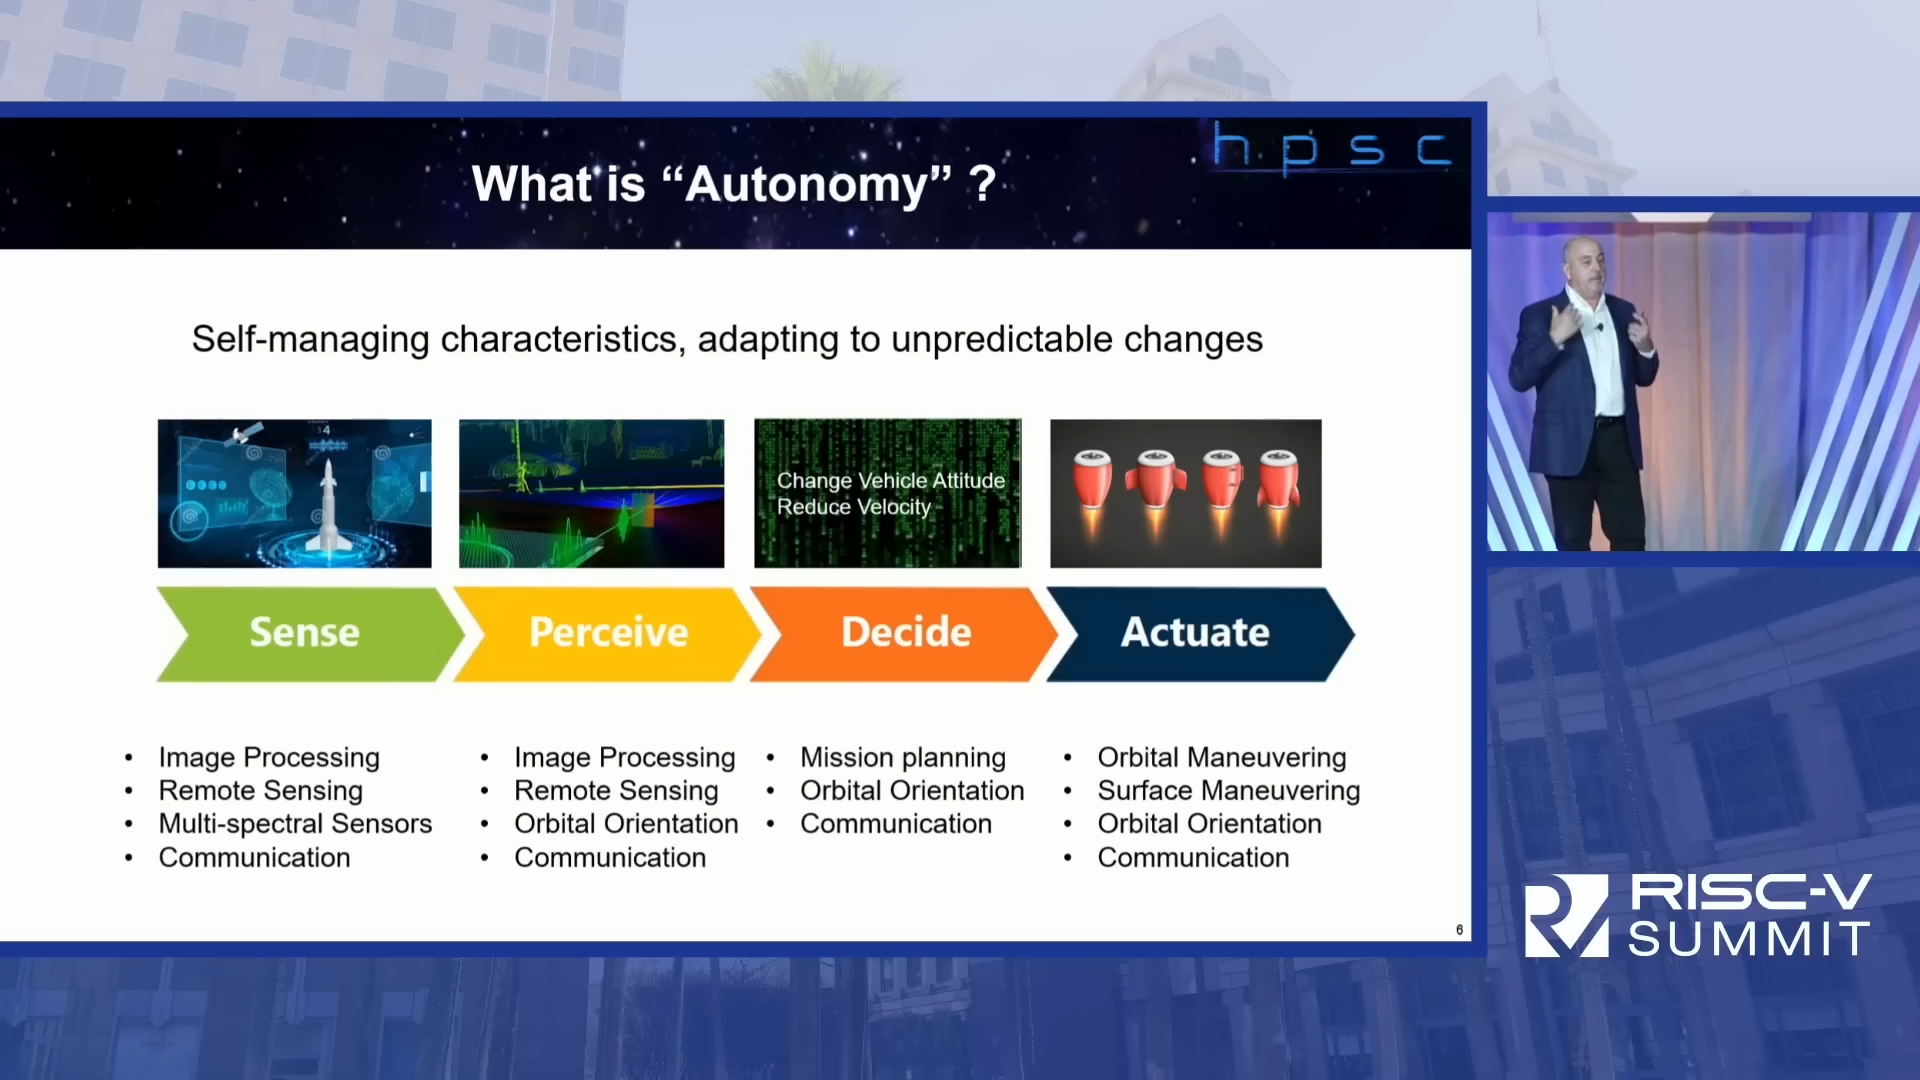 hpsc
What is “Autonomy” ?
Self-managing characteristics, adapting to unpredictable changes
4
Change Vehicle Attitude
Reduce Velocity
Sense
Perceive
Decide
Actuate
• Image Processing
• Remote Sensing
• Multi-spectral Sensors
• Communication
• Image Processing
• Remote Sensing
• Orbital Orientation
• Communication
• Mission planning
• Orbital Orientation
• Communication
• Orbital Maneuvering
• Surface Maneuvering
• Orbital Orientation
• Communication
6
RISC-V
SUMMIT